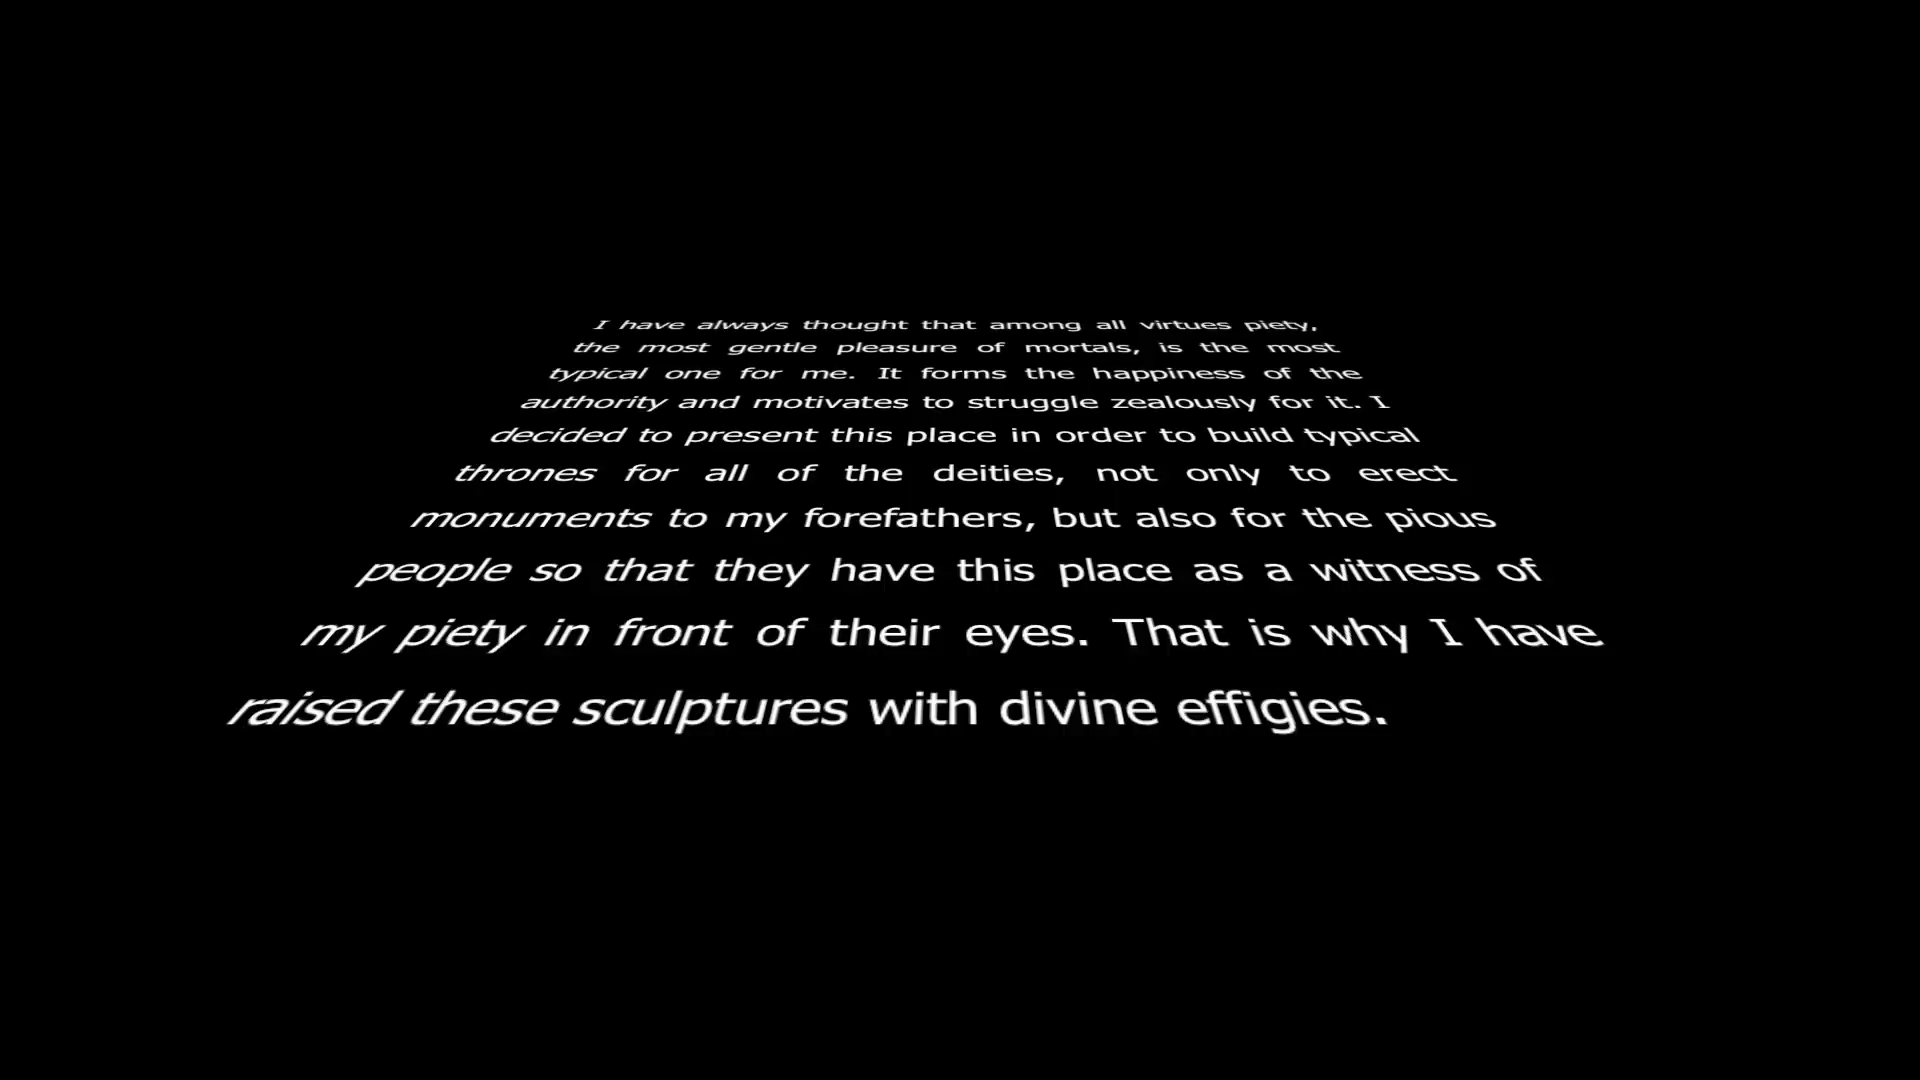 I have always thought that among all virtues piety,
the most gentle pleasure of mortals, is the most
typical one for me. It forms the happiness of the
authority and motivates to struggle zealously for it. I
decided to present this place in order to build typical
thrones for all of the deities, not only to erect
monuments to my forefathers, but also for the pious
people so that they have this place as a witness of
my piety in front of their eyes. That is why I have
raised these sculptures with divine effigies.